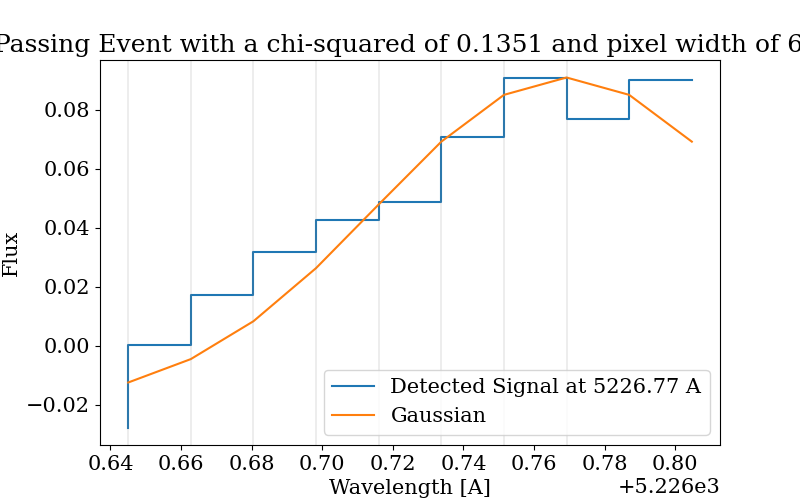 Passing Event with a chi-squared of 0.1351 and pixel width of 6
0.08
0.06
0.04
0.02
0.00
−0.02
Flux
Detected Signal at 5226.77 A
Gaussian
0.64 0.66 0.68 0.70 0.72 0.74 0.76 0.78 0.80
Wavelength [A]
+5.226e3